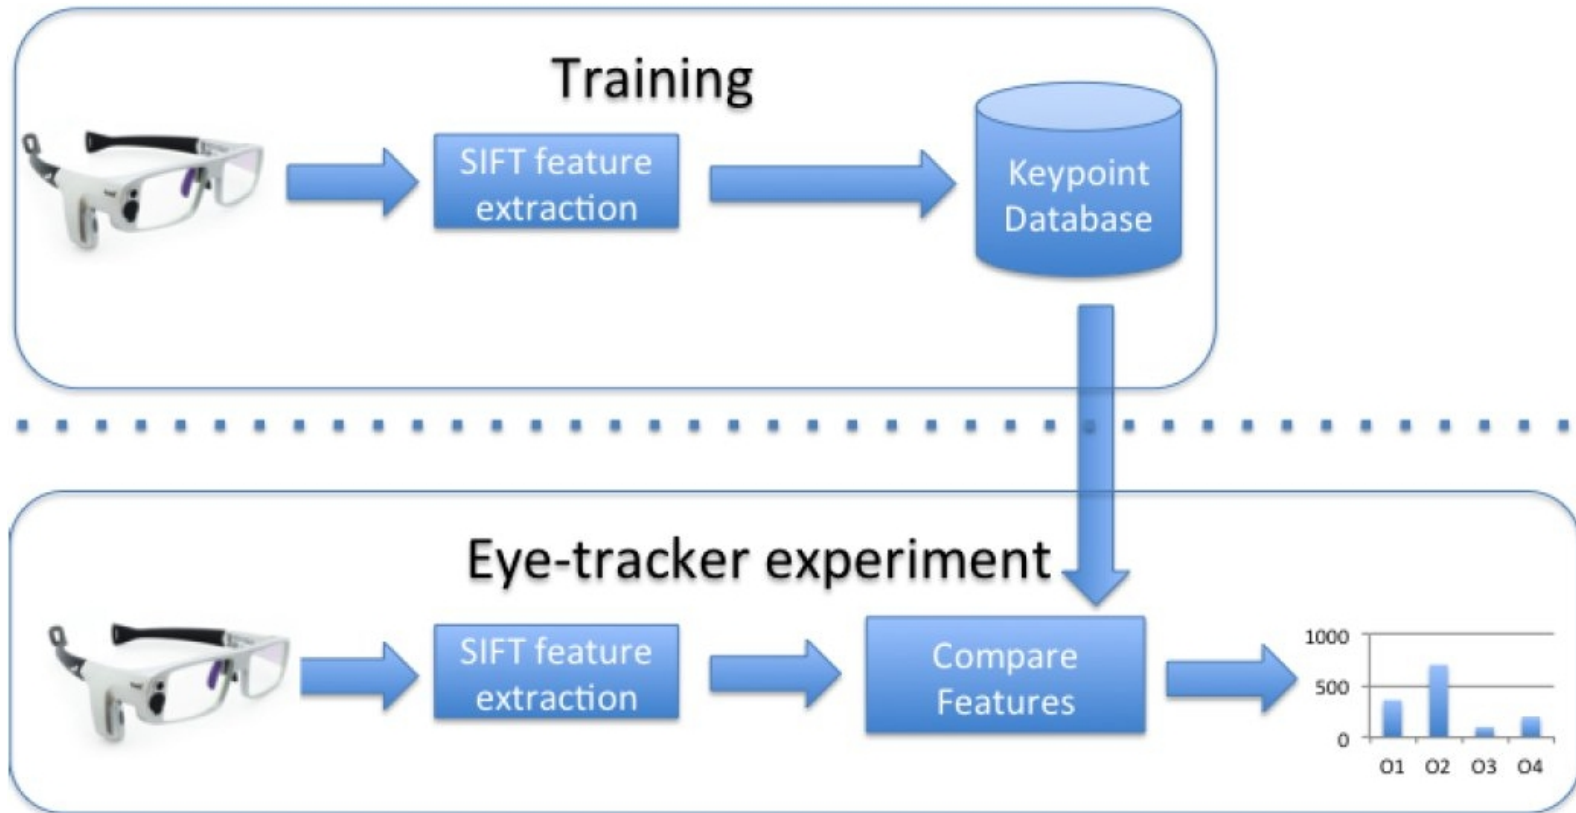 Training
SIFT feature
extraction
Keypoint
Database
Eye-tracker experiment
SIFT feature
extraction
Compare
Features
1000
500
0
O1 O2 O3 O4